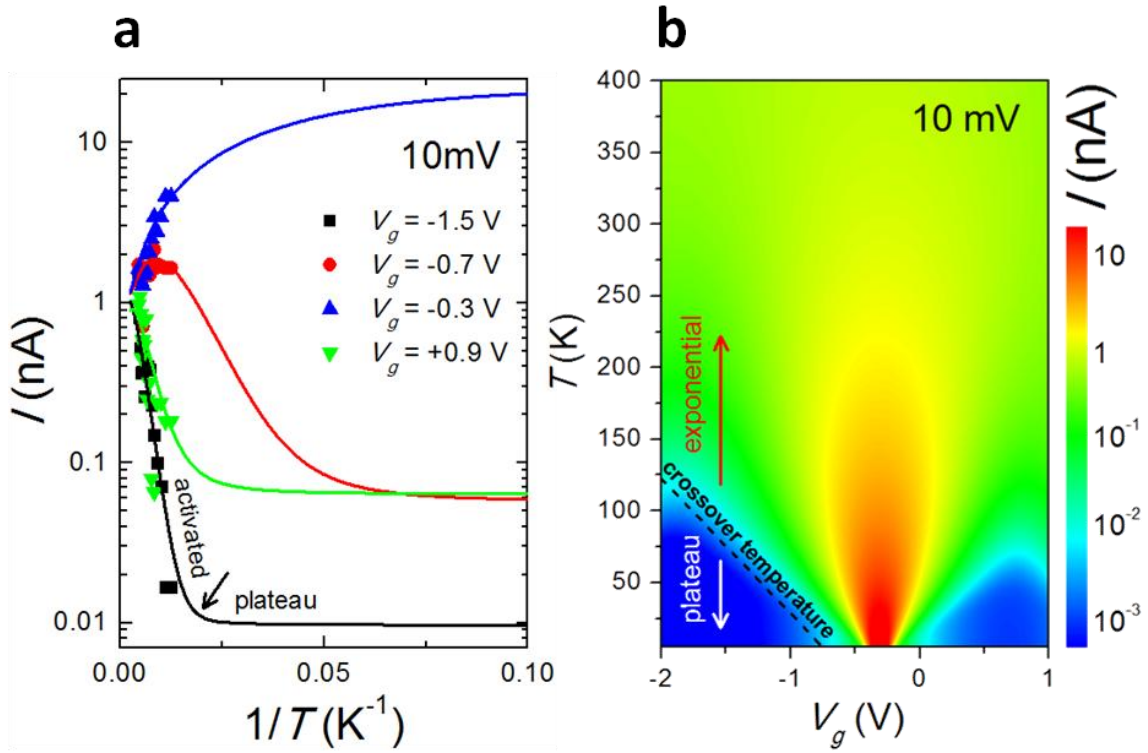 a
10mV
V_g = -1.5 V
V_g = -0.7 V
V_g = -0.3 V
V_g = +0.9 V
activated
plateau
10
1
0.1
0.01
I (nA)
0.00
0.05
0.10
1/T (K⁻¹)
b
10 mV
exponential
crossover temperature
plateau
400
350
300
250
200
150
100
50
T (K)
-2
-1
0
1
V_g (V)
I (nA)
10
1
10⁻¹
10⁻²
10⁻³